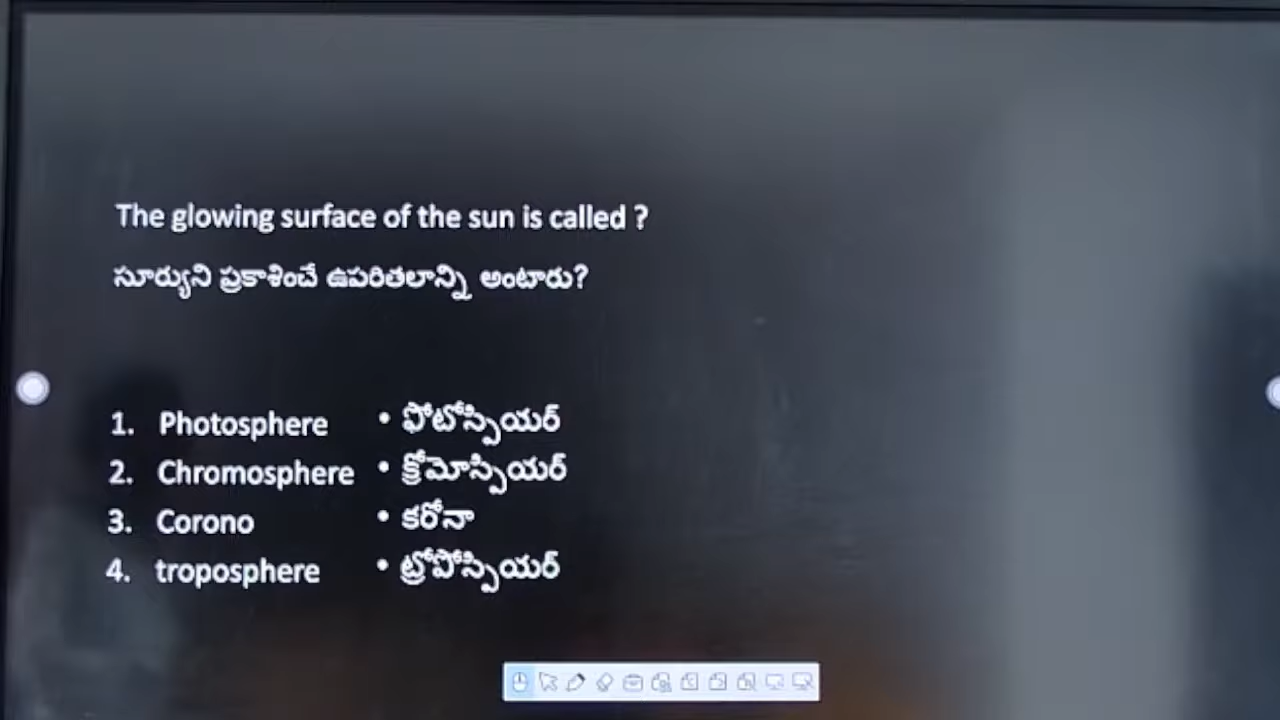 The glowing surface of the sun is called ?
సూర్యుని ప్రకాశించే ఉపరితలాన్ని అంటారు?
1. Photosphere • ఫోటోస్పియర్
2. Chromosphere • క్రోమోస్పియర్
3. Corono • కరోనా
4. troposphere • ట్రోపోస్పియర్